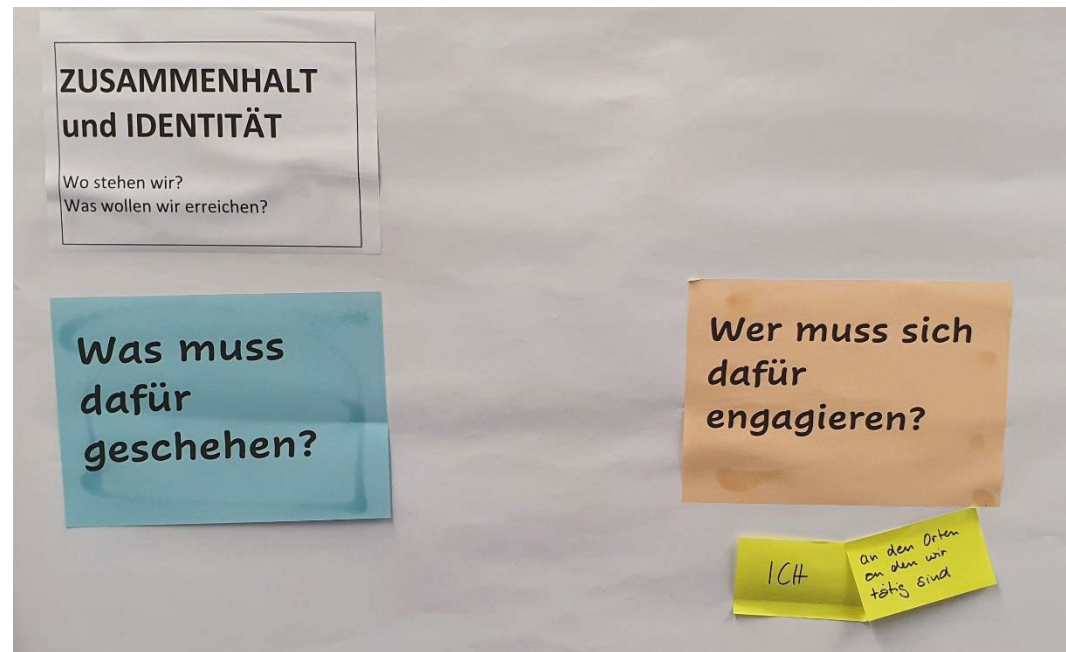 ZUSAMMENHALT
und IDENTITÄT
Wo stehen wir?
Was wollen wir erreichen?
Was muss
dafür
geschehen?
Wer muss sich
dafür
engagieren?
ICH
an den Orten
an den wir
tätig sind